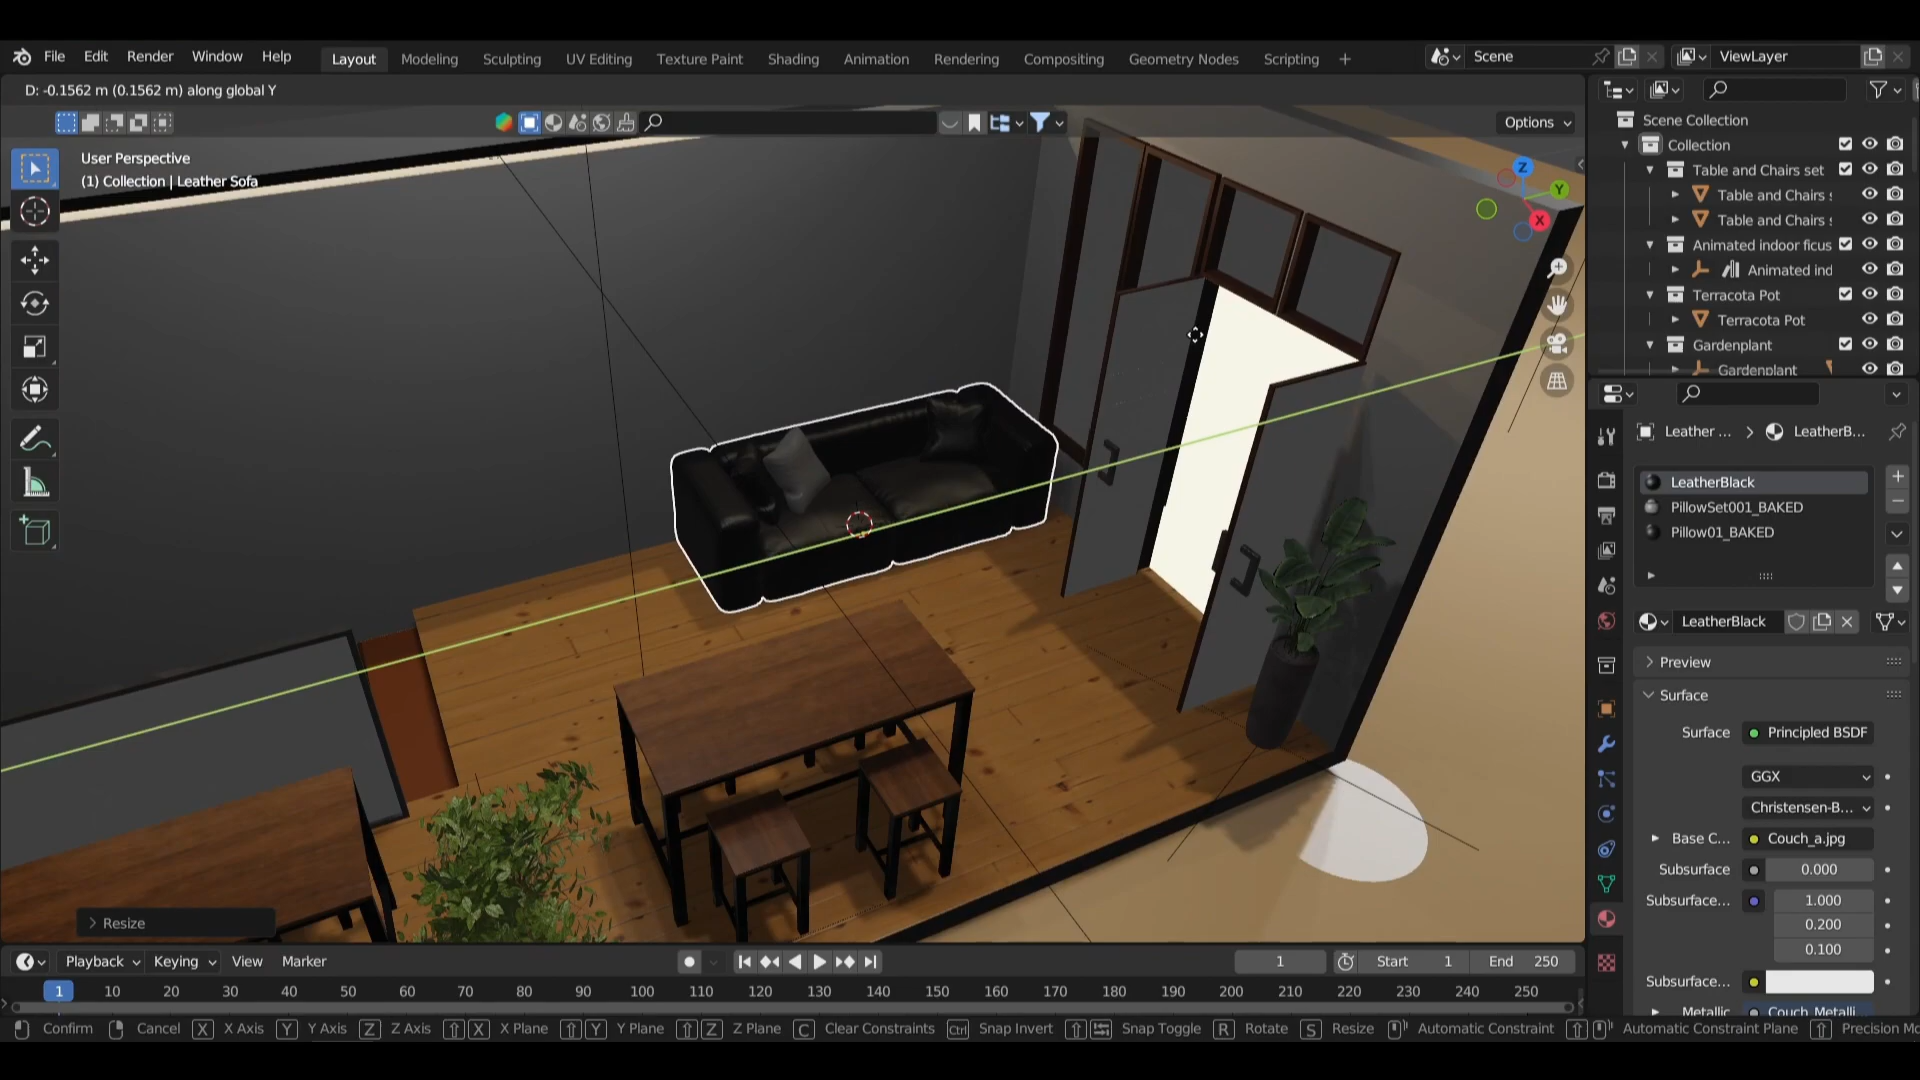 File Edit Render Window Help Layout Modeling Sculpting UV Editing Texture Paint Shading Animation Rendering Compositing Geometry Nodes Scripting + Scene ViewLayer
D: -0.1562 m (0.1562 m) along global Y
Options
User Perspective
(1) Collection | Leather Sofa
Z
Y
X
Resize
Scene Collection
Collection
Table and Chairs set
Table and Chairs s
Table and Chairs s
Animated indoor ficus
Animated ind
Terracota Pot
Terracota Pot
Gardenplant
Gardenplant
Leather ... > LeatherB...
LeatherBlack
PillowSet001_BAKED
Pillow01_BAKED
LeatherBlack
Preview
Surface
Surface Principled BSDF
GGX
Christensen-B...
Base C... Couch_a.jpg
Subsurface 0.000
Subsurface... 1.000
0.200
0.100
Subsurface...
Metallic Couch_Metalli
Playback Keying View Marker 1 Start 1 End 250
1 10 20 30 40 50 60 70 80 90 100 110 120 130 140 150 160 170 180 190 200 210 220 230 240 250
Confirm Cancel X X Axis Y Y Axis Z Z Axis X X Plane Y Y Plane Z Z Plane C Clear Constraints Ctrl Snap Invert Snap Toggle R Rotate S Resize Automatic Constraint Automatic Constraint Plane Precision Mo